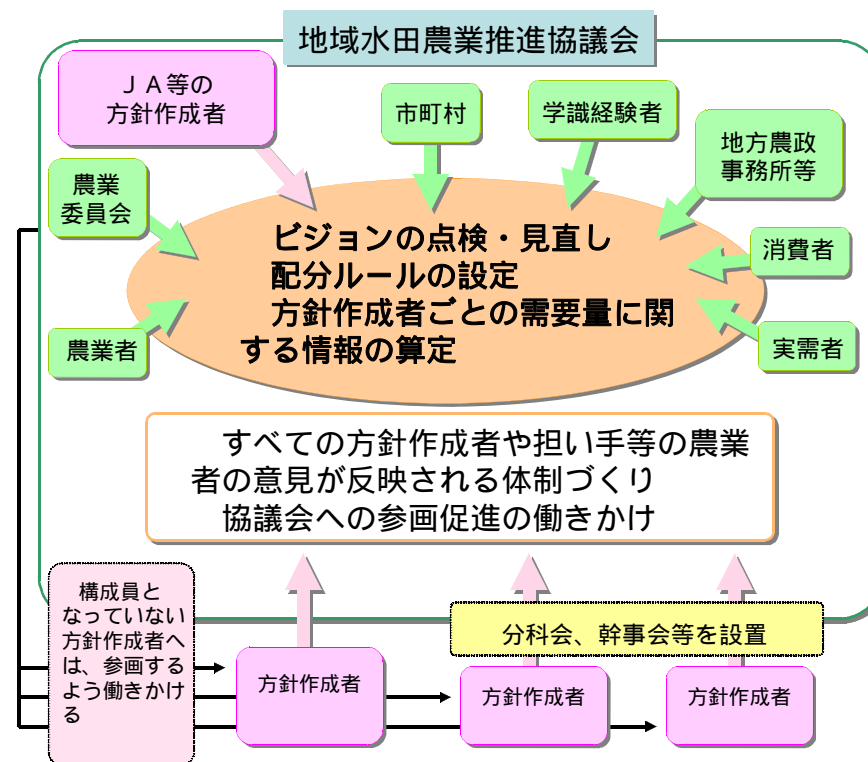 地域水田農業推進協議会
ＪＡ等の
方針作成者
市町村
学識経験者
地方農政
事務所等
農業
委員会
消費者
農業者
実需者
ビジョンの点検・見直し
配分ルールの設定
方針作成者ごとの需要量に関
する情報の算定
すべての方針作成者や担い手等の農業
者の意見が反映される体制づくり
協議会への参画促進の働きかけ
構成員と
なっていない
方針作成者へ
は、参画する
よう働きかけ
る
分科会、幹事会等を設置
方針作成者
方針作成者
方針作成者